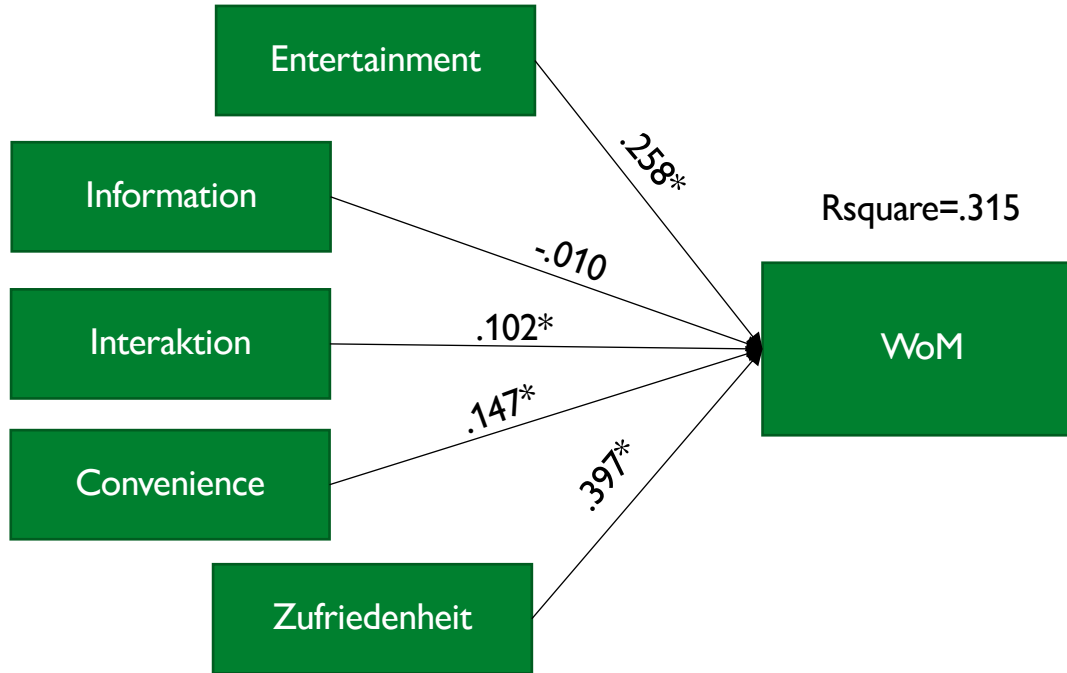 Entertainment
.258*
Information
Rsquare=.315
-.010
Interaktion
.102*
WoM
.147*
Convenience
.397*
Zufriedenheit